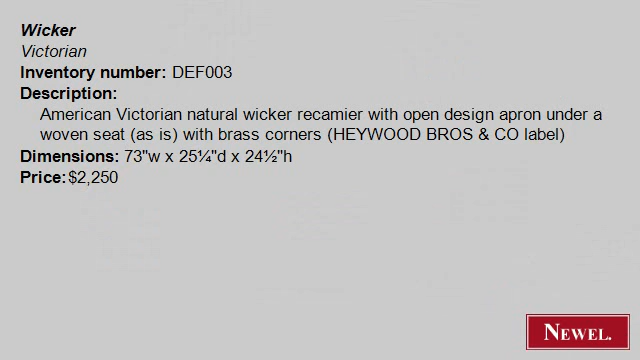 Wicker
Victorian
Inventory number: DEF003
Description:
American Victorian natural wicker recamier with open design apron under a
woven seat (as is) with brass corners (HEYWOOD BROS & CO label)
Dimensions: 73"w x 25¼"d x 24½"h
Price:$2,250
NEWEL.